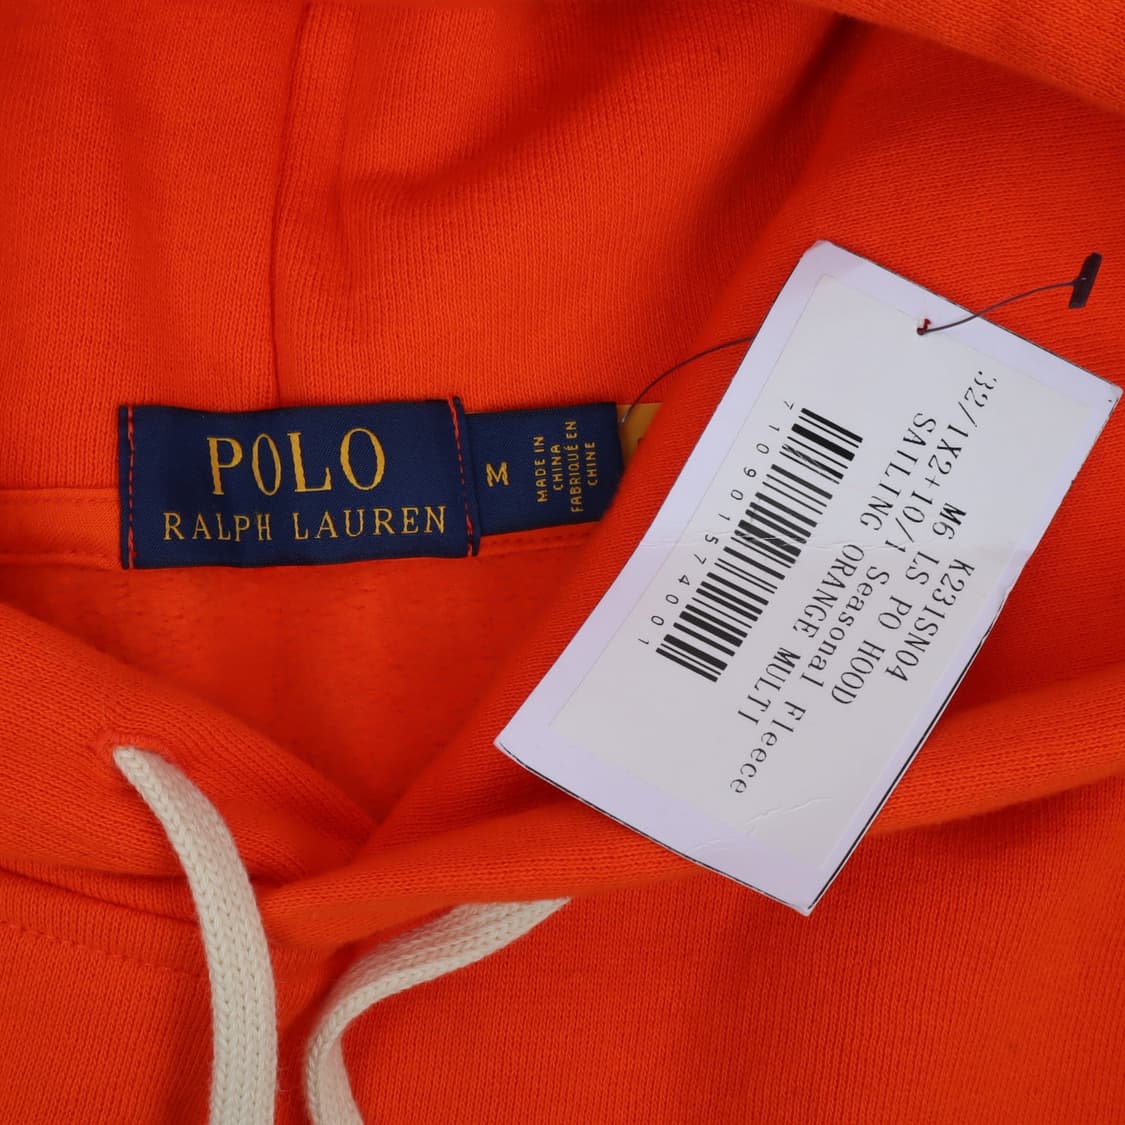 POLO
RALPH LAUREN
M
MADE IN
CHINA
FABRIQUÉ EN
CHINE
K231SN04
M6 LS PO HOOD
32/1X2+10/1 Seasonal Fleece
SAILING ORANGE MULTI
710901574001